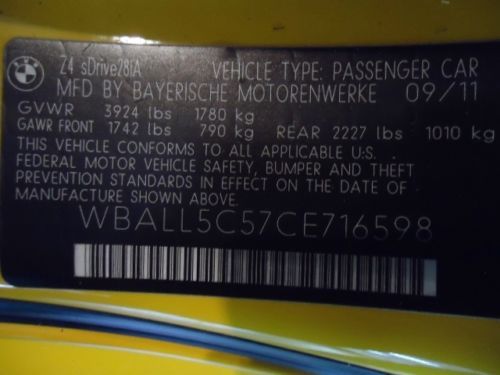 BMW
Z4 sDrive28iA VEHICLE TYPE: PASSENGER CAR
MFD BY BAYERISCHE MOTORENWERKE 09/11
GVWR 3924 lbs 1780 kg
GAWR FRONT 1742 lbs 790 kg REAR 2227 lbs 1010 kg
THIS VEHICLE CONFORMS TO ALL APPLICABLE U.S.
FEDERAL MOTOR VEHICLE SAFETY, BUMPER AND THEFT
PREVENTION STANDARDS IN EFFECT ON THE DATE OF
MANUFACTURE SHOWN ABOVE.
WBALL5C57CE716598